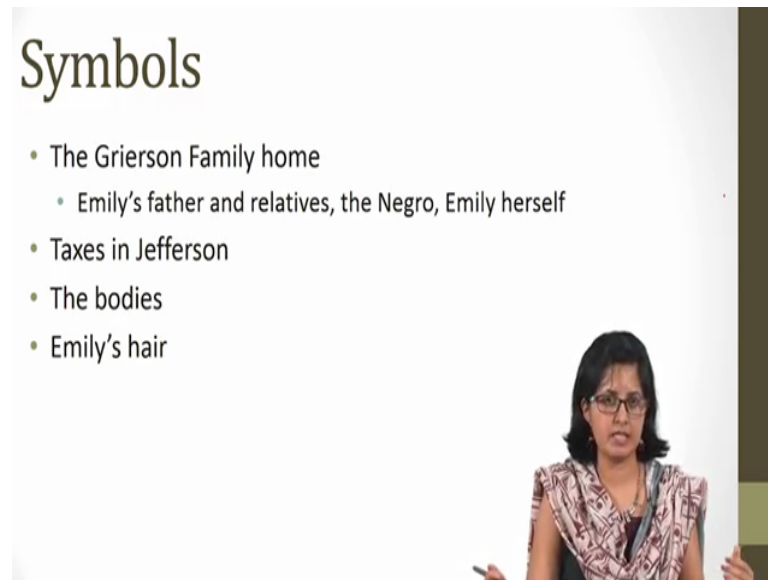 Symbols
• The Grierson Family home
• Emily’s father and relatives, the Negro, Emily herself
• Taxes in Jefferson
• The bodies
• Emily’s hair